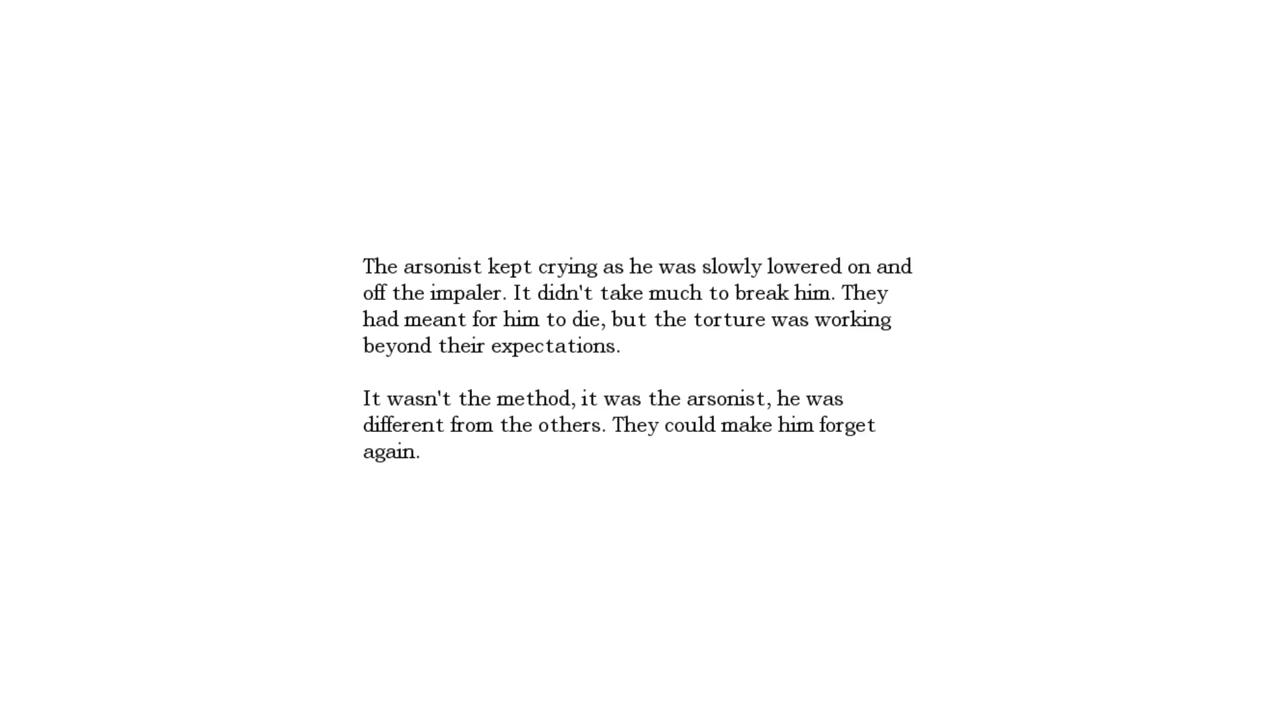 The arsonist kept crying as he was slowly lowered on and
off the impaler. It didn't take much to break him. They
had meant for him to die, but the torture was working
beyond their expectations.
It wasn't the method, it was the arsonist, he was
different from the others. They could make him forget
again.